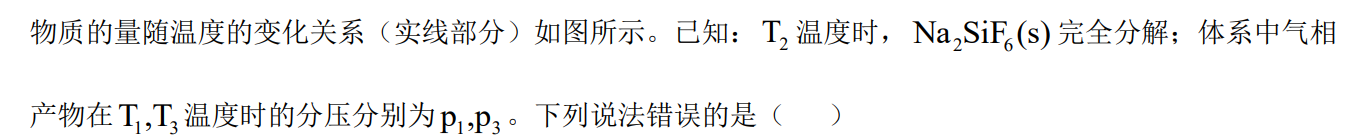 物质的量随温度的变化关系（实线部分）如图所示。已知：T₂温度时，Na₂SiF₆(s)完全分解；体系中气相
产物在T₁,T₃温度时的分压分别为p₁,p₃。下列说法错误的是（ ）